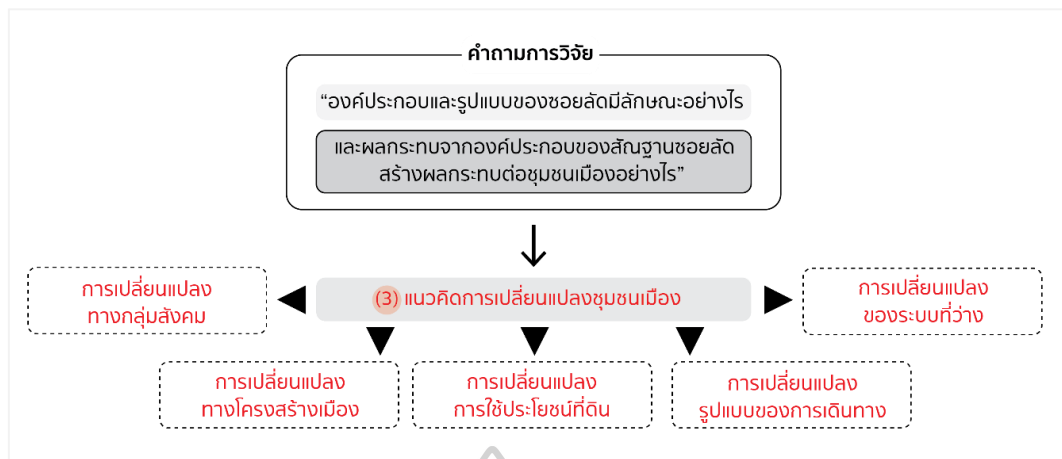 คำถามการวิจัย
“องค์ประกอบและรูปแบบของซอยลัดมีลักษณะอย่างไร
และผลกระทบจากองค์ประกอบของสัณฐานซอยลัด
สร้างผลกระทบต่อชุมชนเมืองอย่างไร”
(3) แนวคิดการเปลี่ยนแปลงชุมชนเมือง
การเปลี่ยนแปลง
ทางกลุ่มสังคม
การเปลี่ยนแปลง
ของระบบที่ว่าง
การเปลี่ยนแปลง
ทางโครงสร้างเมือง
การเปลี่ยนแปลง
การใช้ประโยชน์ที่ดิน
การเปลี่ยนแปลง
รูปแบบของการเดินทาง